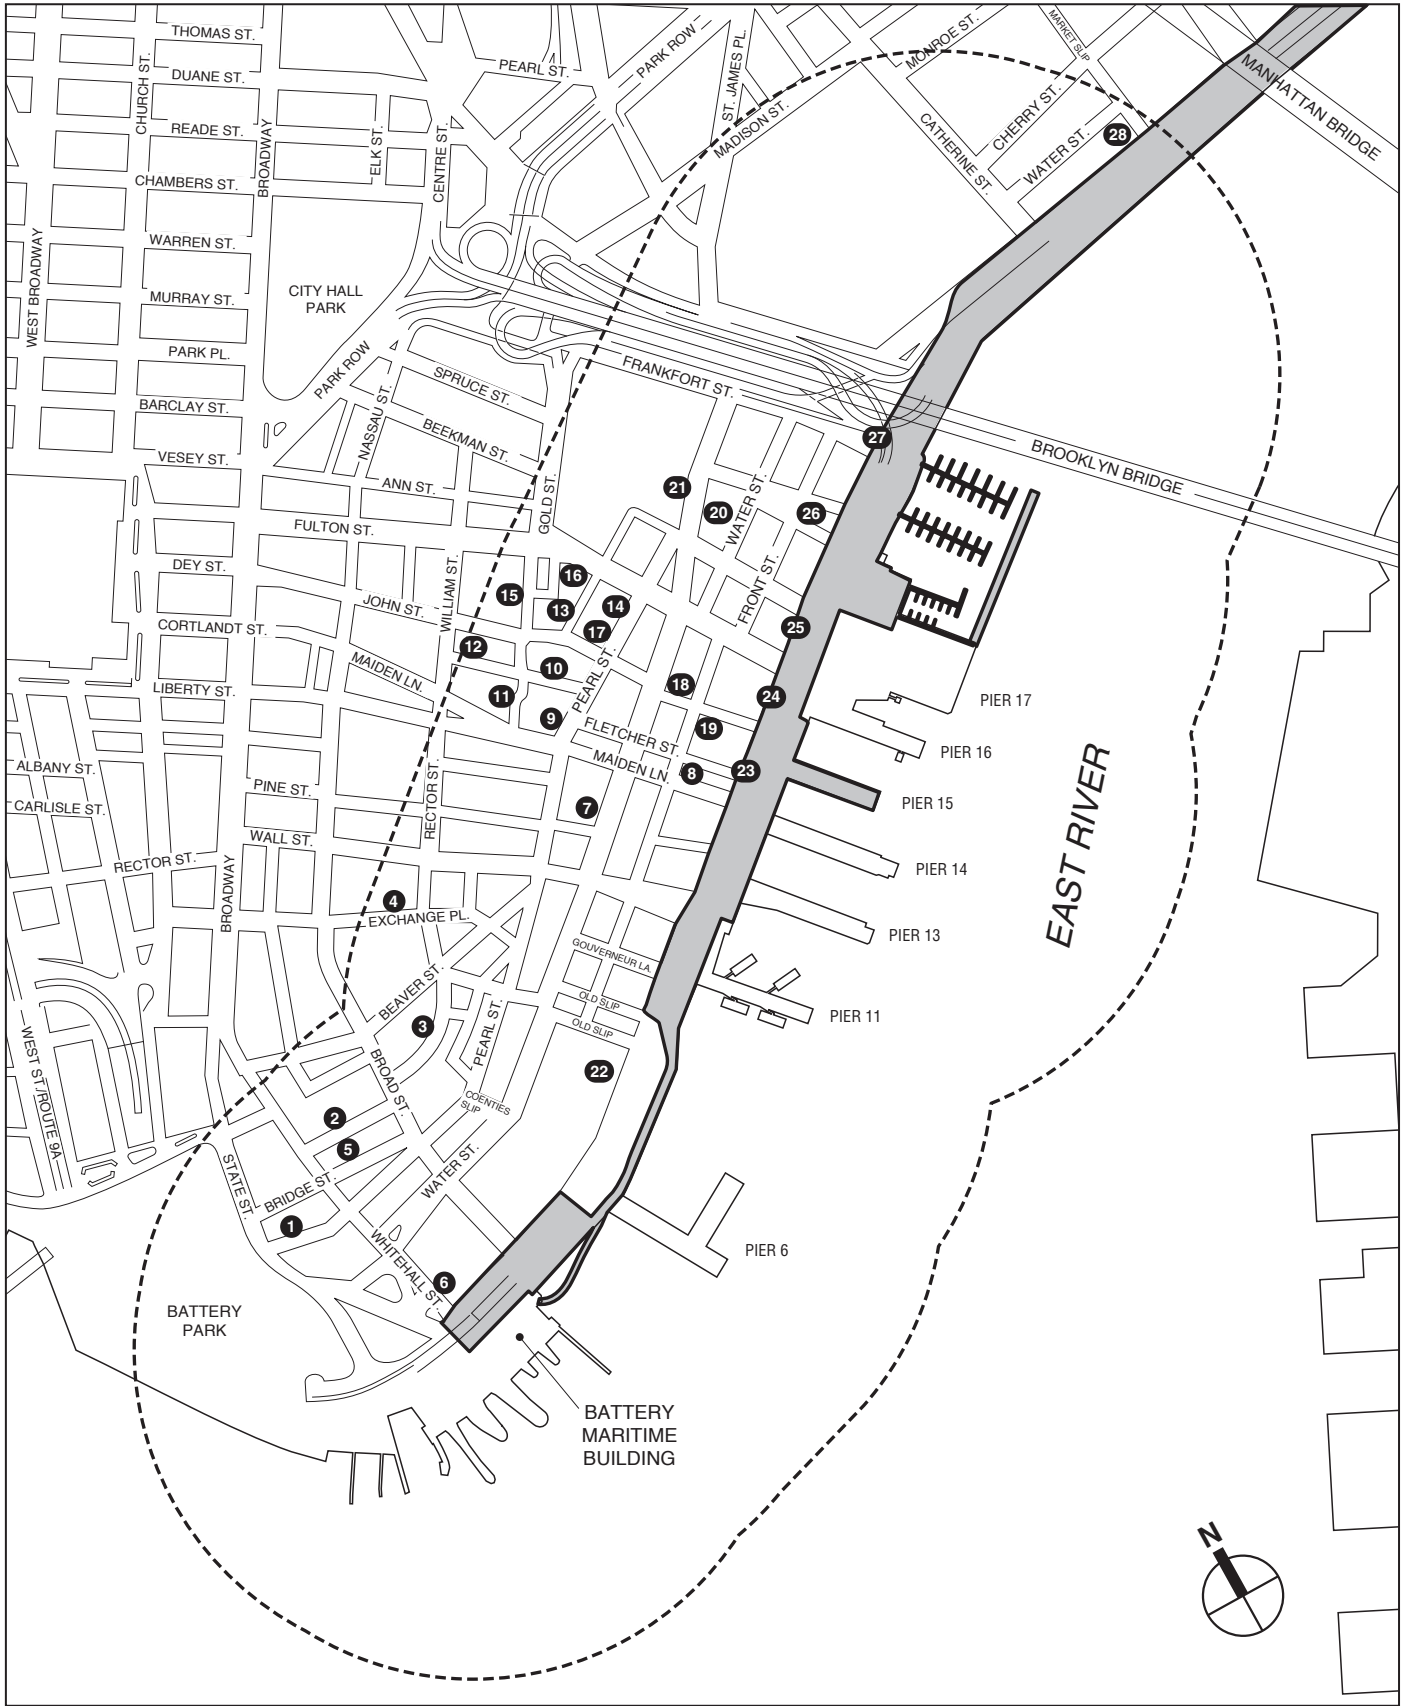 THOMAS ST.
DUANE ST.
READE ST.
CHAMBERS ST.
WARREN ST.
MURRAY ST.
PARK PL.
BARCLAY ST.
VESEY ST.
CHURCH ST.
WEST BROADWAY
BROADWAY
ELK ST.
CENTRE ST.
CITY HALL
PARK
PARK ROW
PEARL ST.
PARK ROW
ST. JAMES PL.
MADISON ST.
MONROE ST.
MARKET SLIP
CATHERINE ST.
CHERRY ST.
WATER ST.
28
MANHATTAN BRIDGE
NASSAU ST.
SPRUCE ST.
BEEKMAN ST.
ANN ST.
FULTON ST.
GOLD ST.
FRANKFORT ST.
27
BROOKLYN BRIDGE
21
20
WATER ST.
26
DEY ST.
JOHN ST.
CORTLANDT ST.
WILLIAM ST.
MAIDEN LN.
LIBERTY ST.
15
16
13
14
17
FRONT ST.
25
12
10
11
9
PEARL ST.
18
24
19
FLETCHER ST.
MAIDEN LN.
8
23
7
PIER 17
PIER 16
PIER 15
PIER 14
PIER 13
PIER 11
EAST RIVER
ALBANY ST.
CARLISLE ST.
PINE ST.
WALL ST.
RECTOR ST.
RECTOR ST.
BROADWAY
4
EXCHANGE PL.
BEAVER ST.
3
PEARL ST.
GOUVERNEUR LA.
OLD SLIP
OLD SLIP
22
WEST ST./ROUTE 9A
BROAD ST.
COENTIES
SLIP
2
5
STATE ST.
BRIDGE ST.
WATER ST.
1
WHITEHALL ST.
6
PIER 6
BATTERY
PARK
BATTERY
MARITIME
BUILDING
N